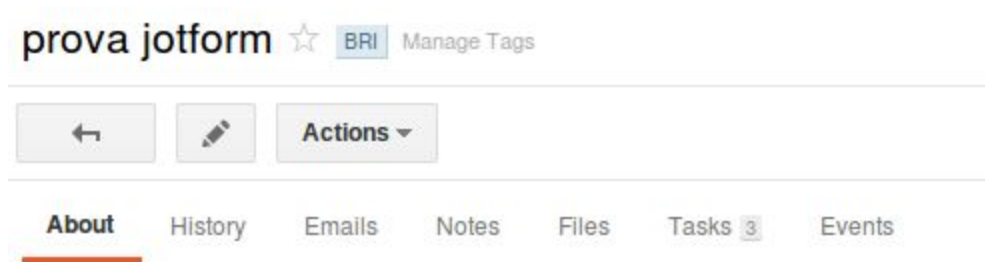 prova jotform BRI Manage Tags
Actions
About History Emails Notes Files Tasks 3 Events